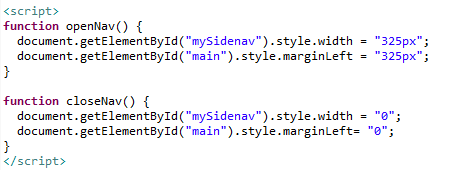 <script>
function openNav() {
  document.getElementById("mySidenav").style.width = "325px";
  document.getElementById("main").style.marginLeft = "325px";
}

function closeNav() {
  document.getElementById("mySidenav").style.width = "0";
  document.getElementById("main").style.marginLeft= "0";
}
</script>